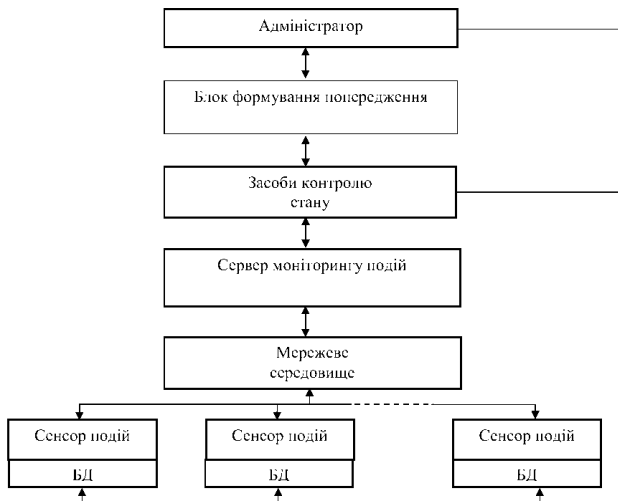 Адміністратор
Блок формування попередження
Засоби контролю
стану
Сервер моніторингу подій
Мережеве
середовище
Сенсор подій
Сенсор подій
Сенсор подій
БД
БД
БД